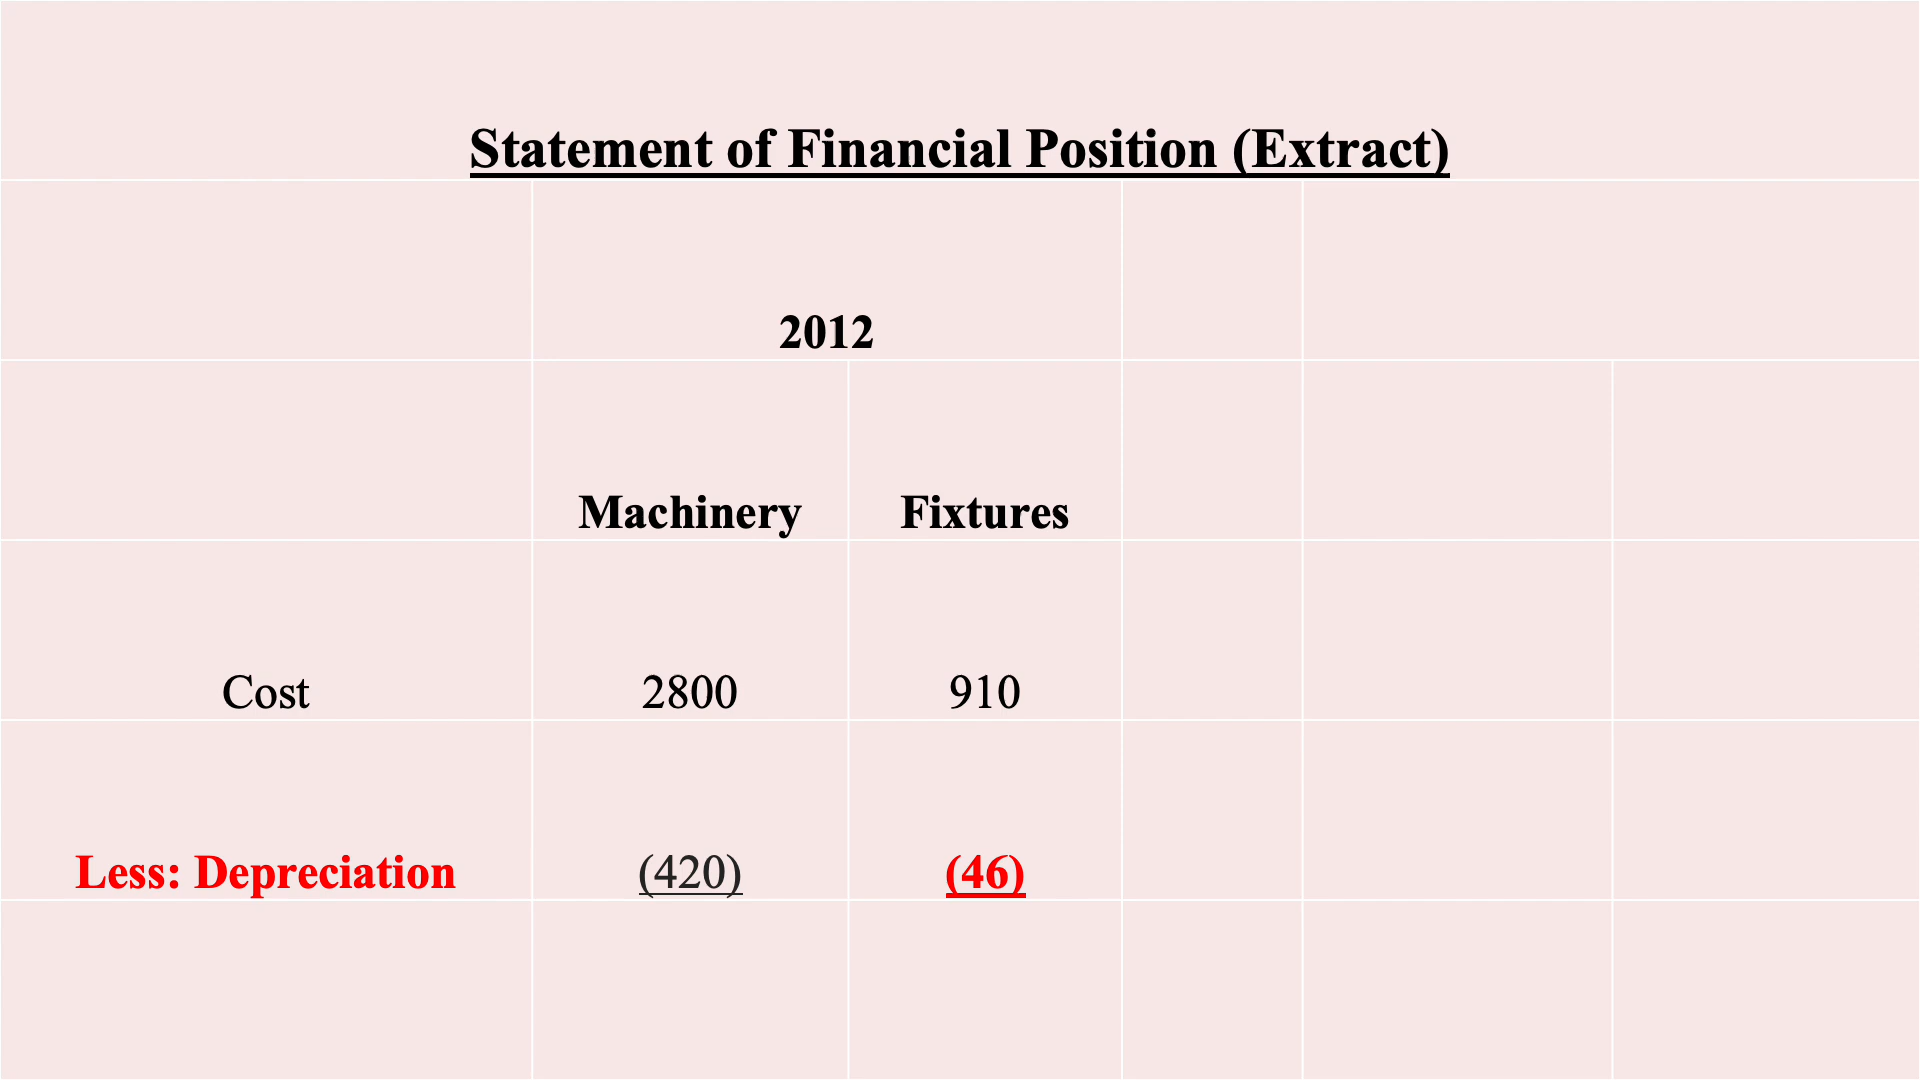 Statement of Financial Position (Extract)
2012
Machinery Fixtures
Cost 2800 910
Less: Depreciation (420) (46)